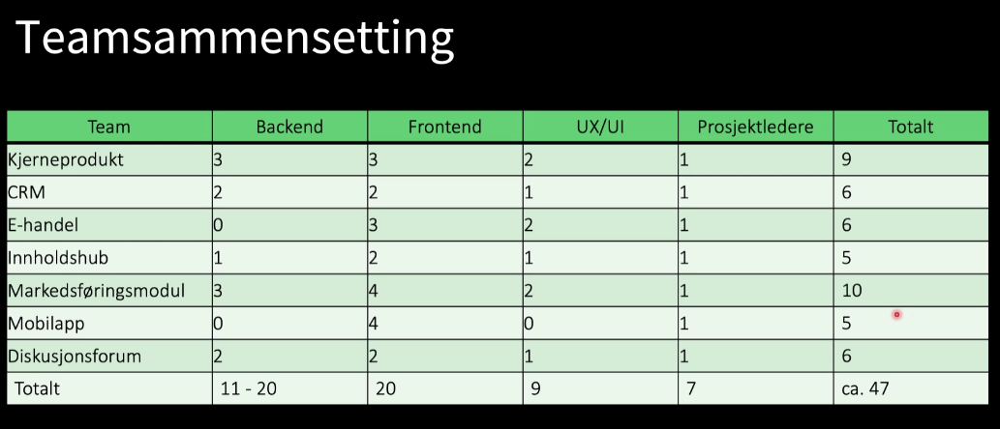 Teamsammensetting
Team Backend Frontend UX/UI Prosjektledere Totalt
Kjerneprodukt 3 3 2 1 9
CRM 2 2 1 1 6
E-handel 0 3 2 1 6
Innholdshub 1 2 1 1 5
Markedsføringsmodul 3 4 2 1 10
Mobilapp 0 4 0 1 5
Diskusjonsforum 2 2 1 1 6
Totalt 11 - 20 20 9 7 ca. 47